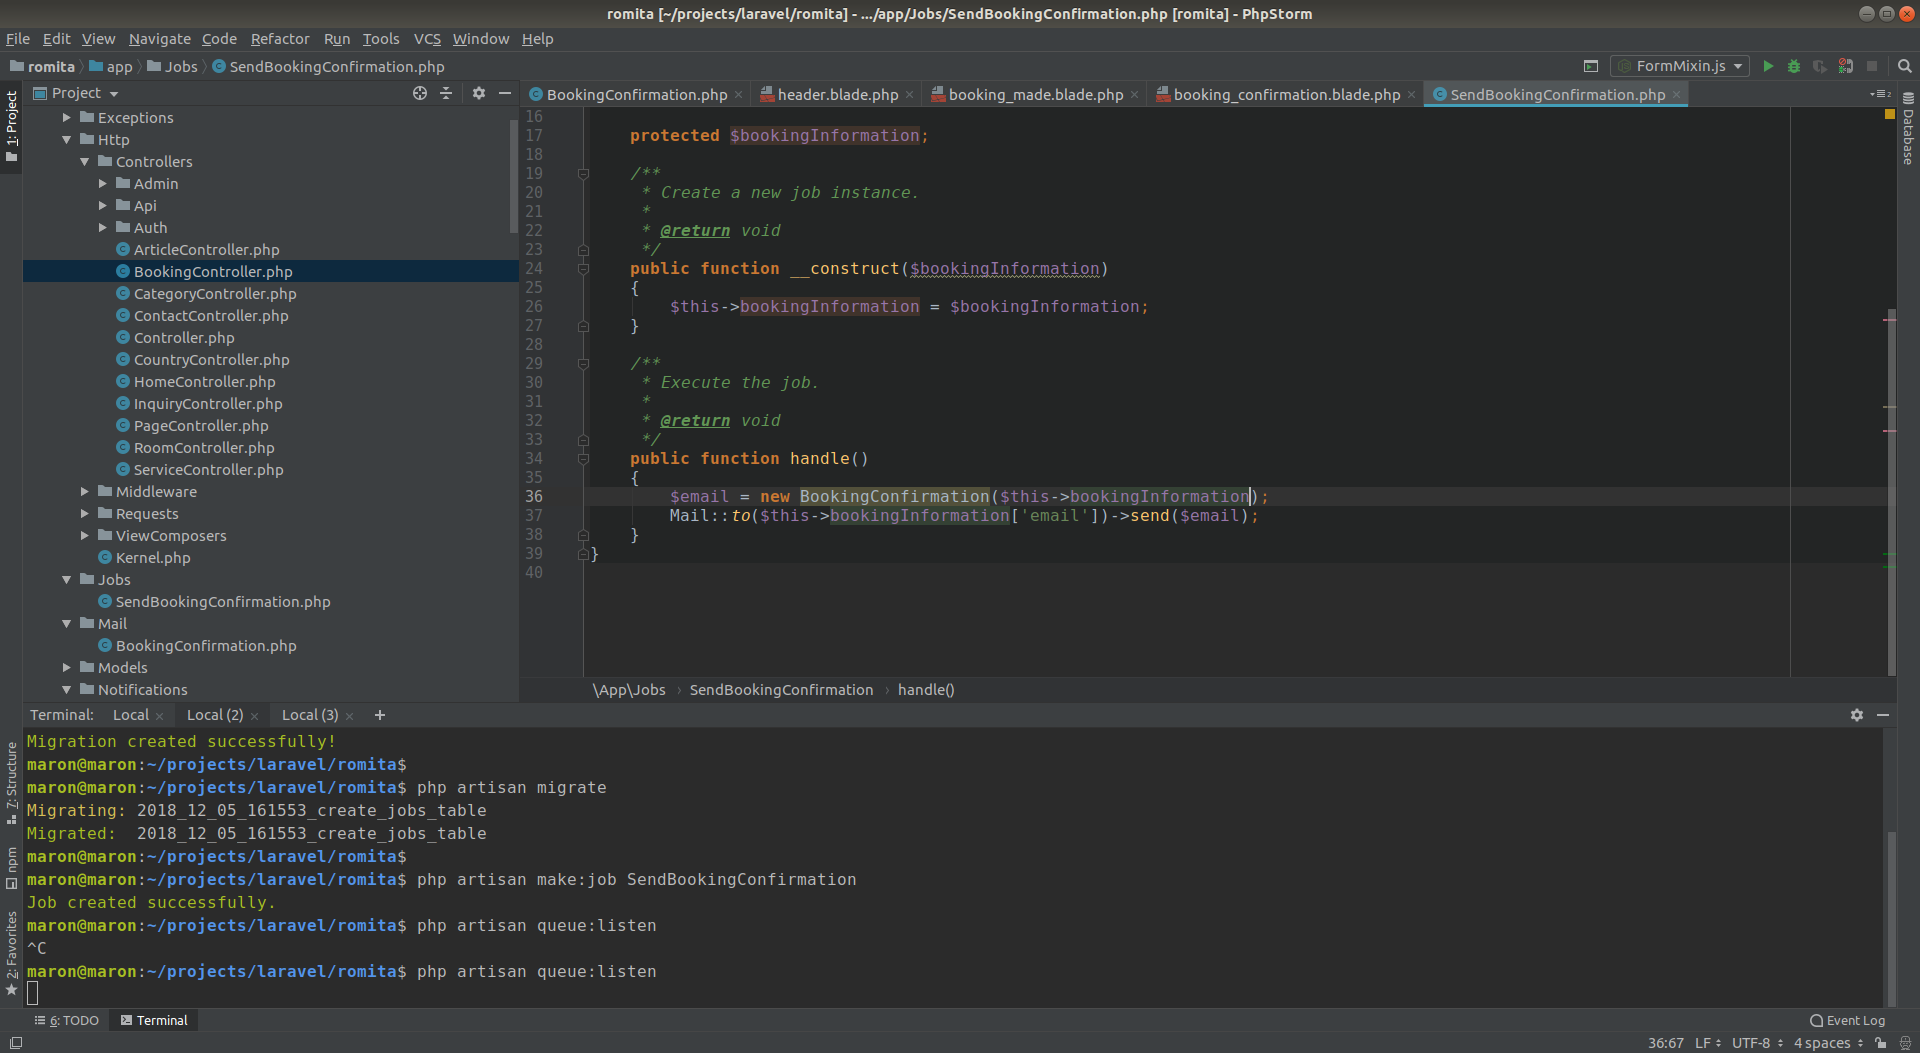 romita [~/projects/laravel/romita] - .../app/Jobs/SendBookingConfirmation.php [romita] - PhpStorm
File Edit View Navigate Code Refactor Run Tools VCS Window Help
romita app Jobs SendBookingConfirmation.php FormMixin.js
1: Project
Project
BookingConfirmation.php header.blade.php booking_made.blade.php booking_confirmation.blade.php SendBookingConfirmation.php
Database
Exceptions
Http
Controllers
Admin
Api
Auth
ArticleController.php
BookingController.php
CategoryController.php
ContactController.php
Controller.php
CountryController.php
HomeController.php
InquiryController.php
PageController.php
RoomController.php
ServiceController.php
Middleware
Requests
ViewComposers
Kernel.php
Jobs
SendBookingConfirmation.php
Mail
BookingConfirmation.php
Models
Notifications
16
17 protected $bookingInformation;
18
19 /**
20 * Create a new job instance.
21 *
22 * @return void
23 */
24 public function __construct($bookingInformation)
25 {
26 $this->bookingInformation = $bookingInformation;
27 }
28
29 /**
30 * Execute the job.
31 *
32 * @return void
33 */
34 public function handle()
35 {
36 $email = new BookingConfirmation($this->bookingInformation);
37 Mail::to($this->bookingInformation['email'])->send($email);
38 }
39 }
40
\App\Jobs › SendBookingConfirmation › handle()
Terminal: Local Local (2) Local (3) +
7: Structure
npm
2: Favorites
Migration created successfully!
maron@maron:~/projects/laravel/romita$
maron@maron:~/projects/laravel/romita$ php artisan migrate
Migrating: 2018_12_05_161553_create_jobs_table
Migrated:  2018_12_05_161553_create_jobs_table
maron@maron:~/projects/laravel/romita$
maron@maron:~/projects/laravel/romita$ php artisan make:job SendBookingConfirmation
Job created successfully.
maron@maron:~/projects/laravel/romita$ php artisan queue:listen
^C
maron@maron:~/projects/laravel/romita$ php artisan queue:listen
6: TODO Terminal Event Log
36:67 LF UTF-8 4 spaces